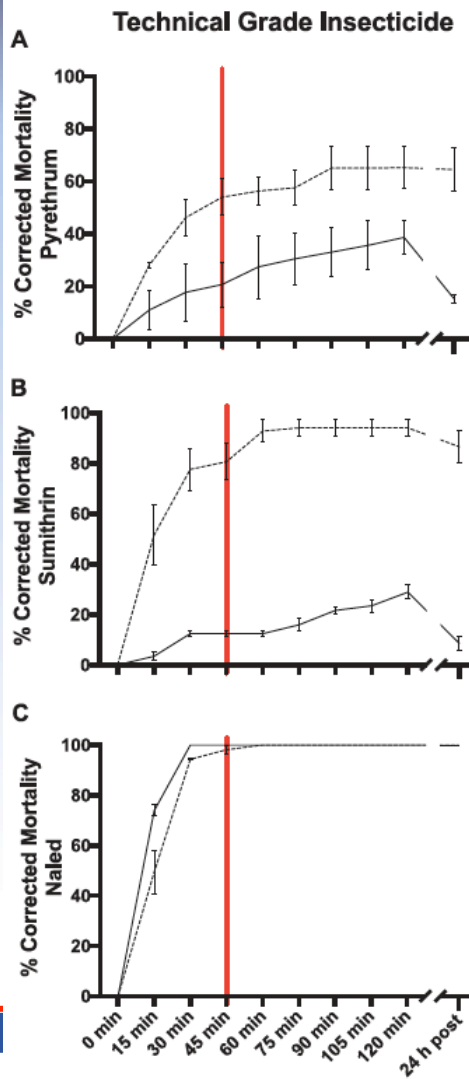 Technical Grade Insecticide
A
% Corrected Mortality
Pyrethrum
100
80
60
40
20
0
B
% Corrected Mortality
Sumithrin
100
80
60
40
20
0
C
% Corrected Mortality
Naled
100
80
60
40
20
0
0 min
15 min
30 min
45 min
60 min
75 min
90 min
105 min
120 min
24 h post